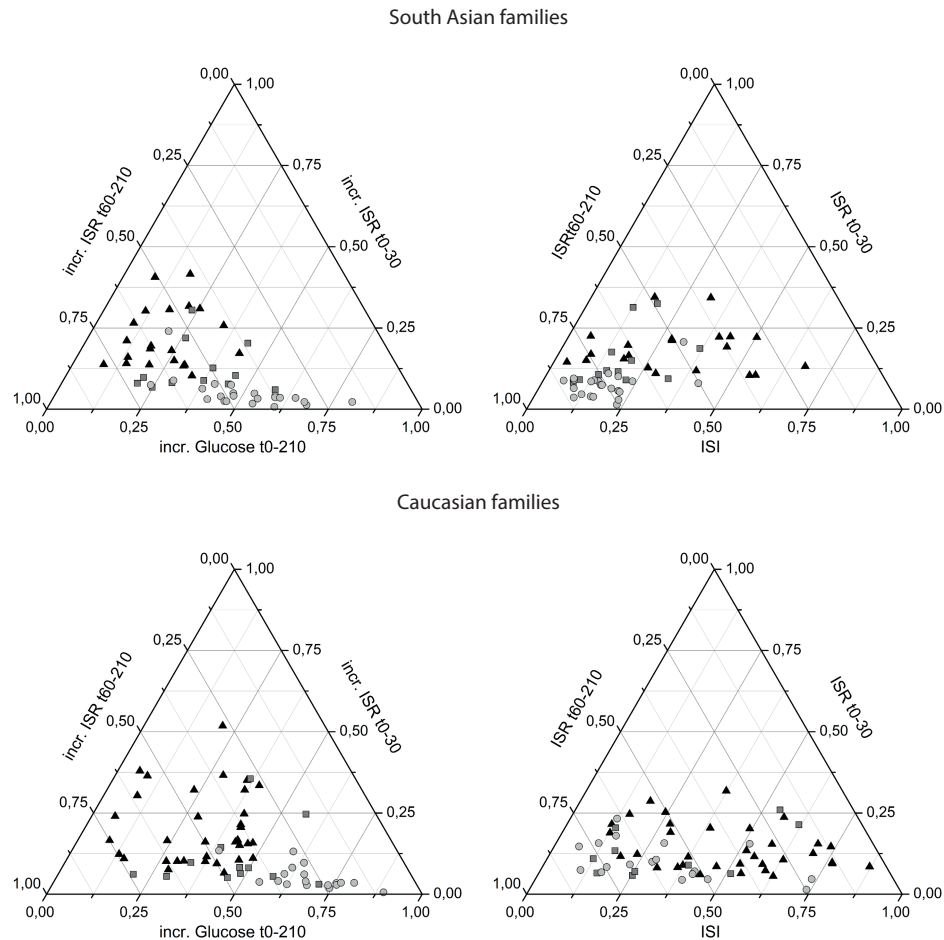 South Asian families
0,00 1,00
0,25 0,75
incr. ISR t60-210
incr. ISR t0-30
0,50 0,50
0,75 0,25
1,00 0,00
0,00 0,25 0,50 0,75 1,00
incr. Glucose t0-210
0,00 1,00
0,25 0,75
ISRt60-210
ISR t0-30
0,50 0,50
0,75 0,25
1,00 0,00
0,00 0,25 0,50 0,75 1,00
ISI
Caucasian families
0,00 1,00
0,25 0,75
incr. ISR t60-210
incr. ISR t0-30
0,50 0,50
0,75 0,25
1,00 0,00
0,00 0,25 0,50 0,75 1,00
incr. Glucose t0-210
0,00 1,00
0,25 0,75
ISR t60-210
ISR t0-30
0,50 0,50
0,75 0,25
1,00 0,00
0,00 0,25 0,50 0,75 1,00
ISI